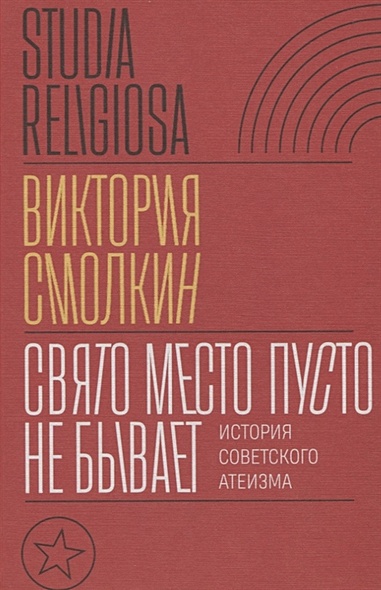 STUDIA
RELIGIOSA
ВИКТОРИЯ
СМОЛКИН
СВЯТО МЕСТО ПУСТО
НЕ БЫВАЕТ
ИСТОРИЯ
СОВЕТСКОГО
АТЕИЗМА